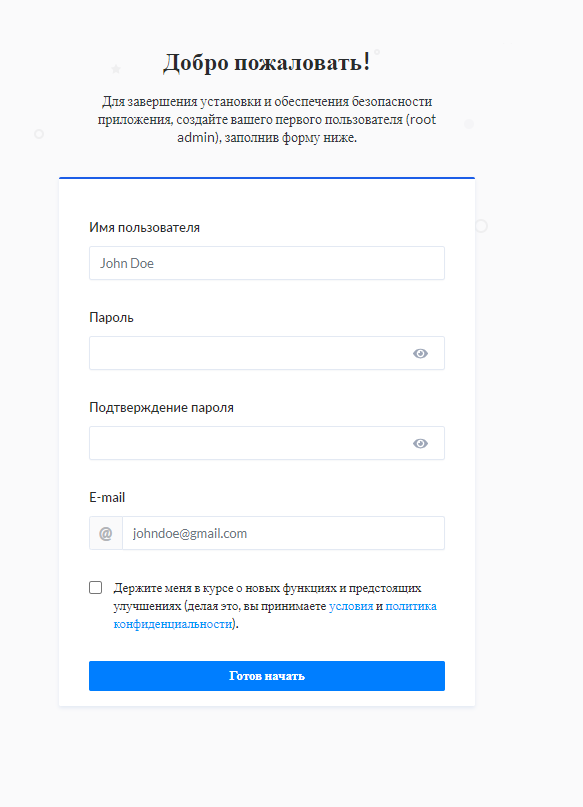 Добро пожаловать!
Для завершения установки и обеспечения безопасности
приложения, создайте вашего первого пользователя (root
admin), заполнив форму ниже.
Имя пользователя
John Doe
Пароль
Подтверждение пароля
E-mail
@ johndoe@gmail.com
Держите меня в курсе о новых функциях и предстоящих
улучшениях (делая это, вы принимаете условия и политика
конфиденциальности).
Готов начать